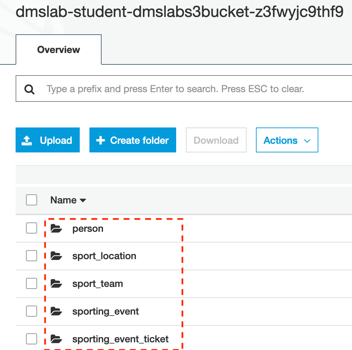 dmslab-student-dmslabs3bucket-z3fwyjc9thf9
Overview
Type a prefix and press Enter to search. Press ESC to clear.
Upload
Create folder
Download
Actions
Name
person
sport_location
sport_team
sporting_event
sporting_event_ticket